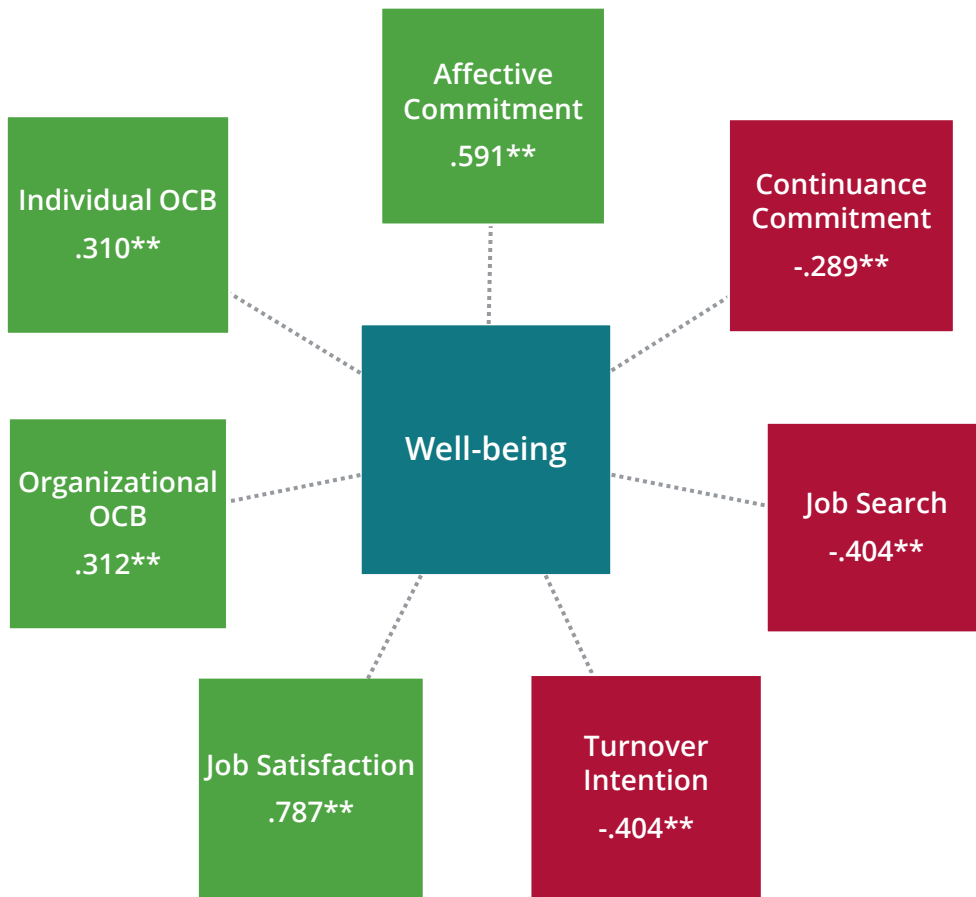 Affective
Commitment
.591**
Individual OCB
.310**
Continuance
Commitment
-.289**
Well-being
Organizational
OCB
.312**
Job Search
-.404**
Job Satisfaction
.787**
Turnover
Intention
-.404**